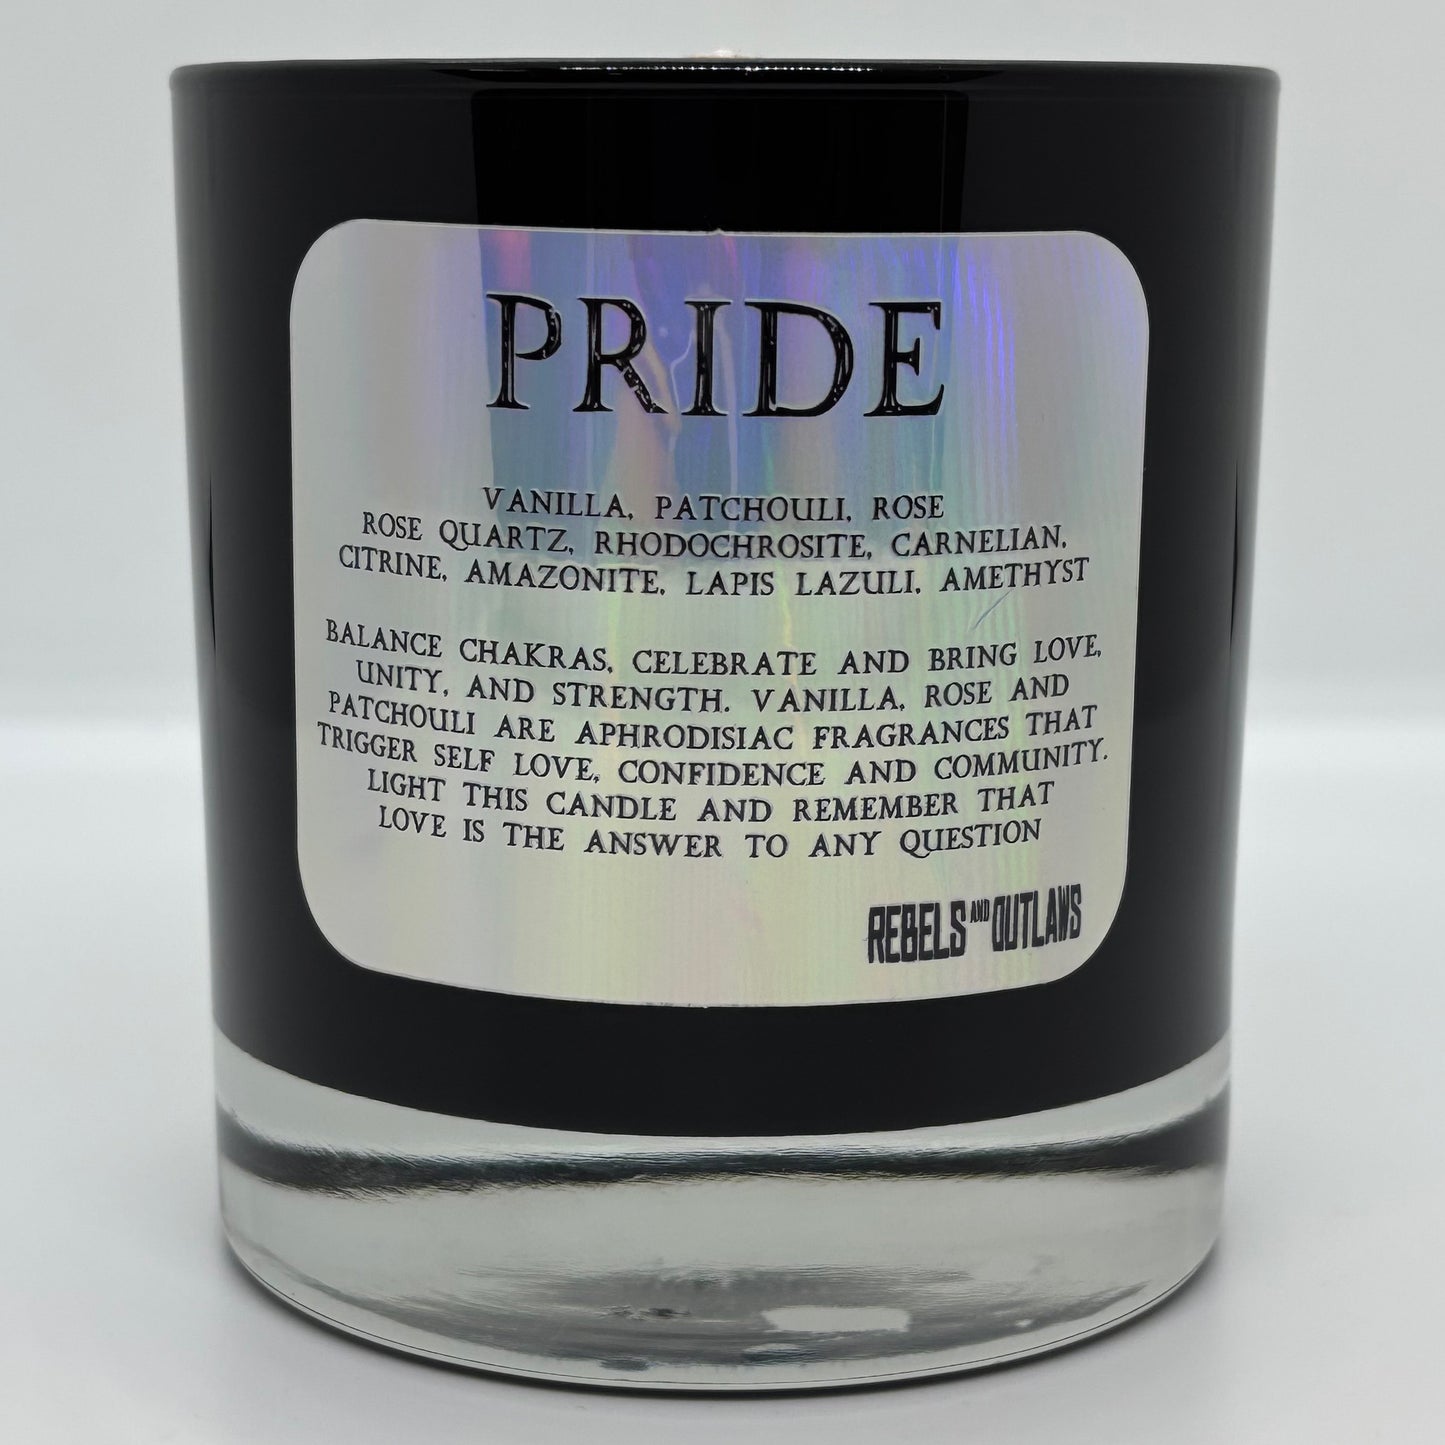 PRIDE
VANILLA, PATCHOULI, ROSE
ROSE QUARTZ, RHODOCHROSITE, CARNELIAN,
CITRINE, AMAZONITE, LAPIS LAZULI, AMETHYST
BALANCE CHAKRAS, CELEBRATE AND BRING LOVE,
UNITY, AND STRENGTH. VANILLA, ROSE AND
PATCHOULI ARE APHRODISIAC FRAGRANCES THAT
TRIGGER SELF LOVE, CONFIDENCE AND COMMUNITY.
LIGHT THIS CANDLE AND REMEMBER THAT
LOVE IS THE ANSWER TO ANY QUESTION
REBELS AND OUTLAWS